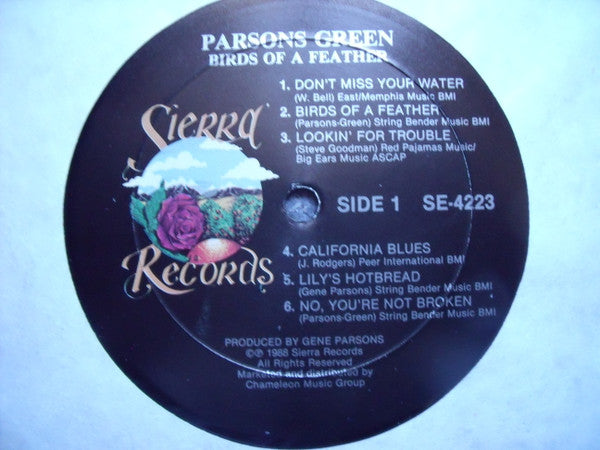 PARSONS GREEN
BIRDS OF A FEATHER
1. DON'T MISS YOUR WATER
(W. Bell) East/Memphis Music BMI
2. BIRDS OF A FEATHER
(Parsons-Green) String Bender Music BMI
3. LOOKIN' FOR TROUBLE
(Steve Goodman) Red Pajamas Music/
Big Ears Music ASCAP
Sierra
Records
SIDE 1 SE-4223
4. CALIFORNIA BLUES
(J. Rodgers) Peer International BMI
5. LILY'S HOTBREAD
(Gene Parsons) String Bender Music BMI
6. NO, YOU'RE NOT BROKEN
(Parsons-Green) String Bender Music BMI
PRODUCED BY GENE PARSONS
©℗ 1988 Sierra Records
All Rights Reserved
Marketed and distributed by
Chameleon Music Group